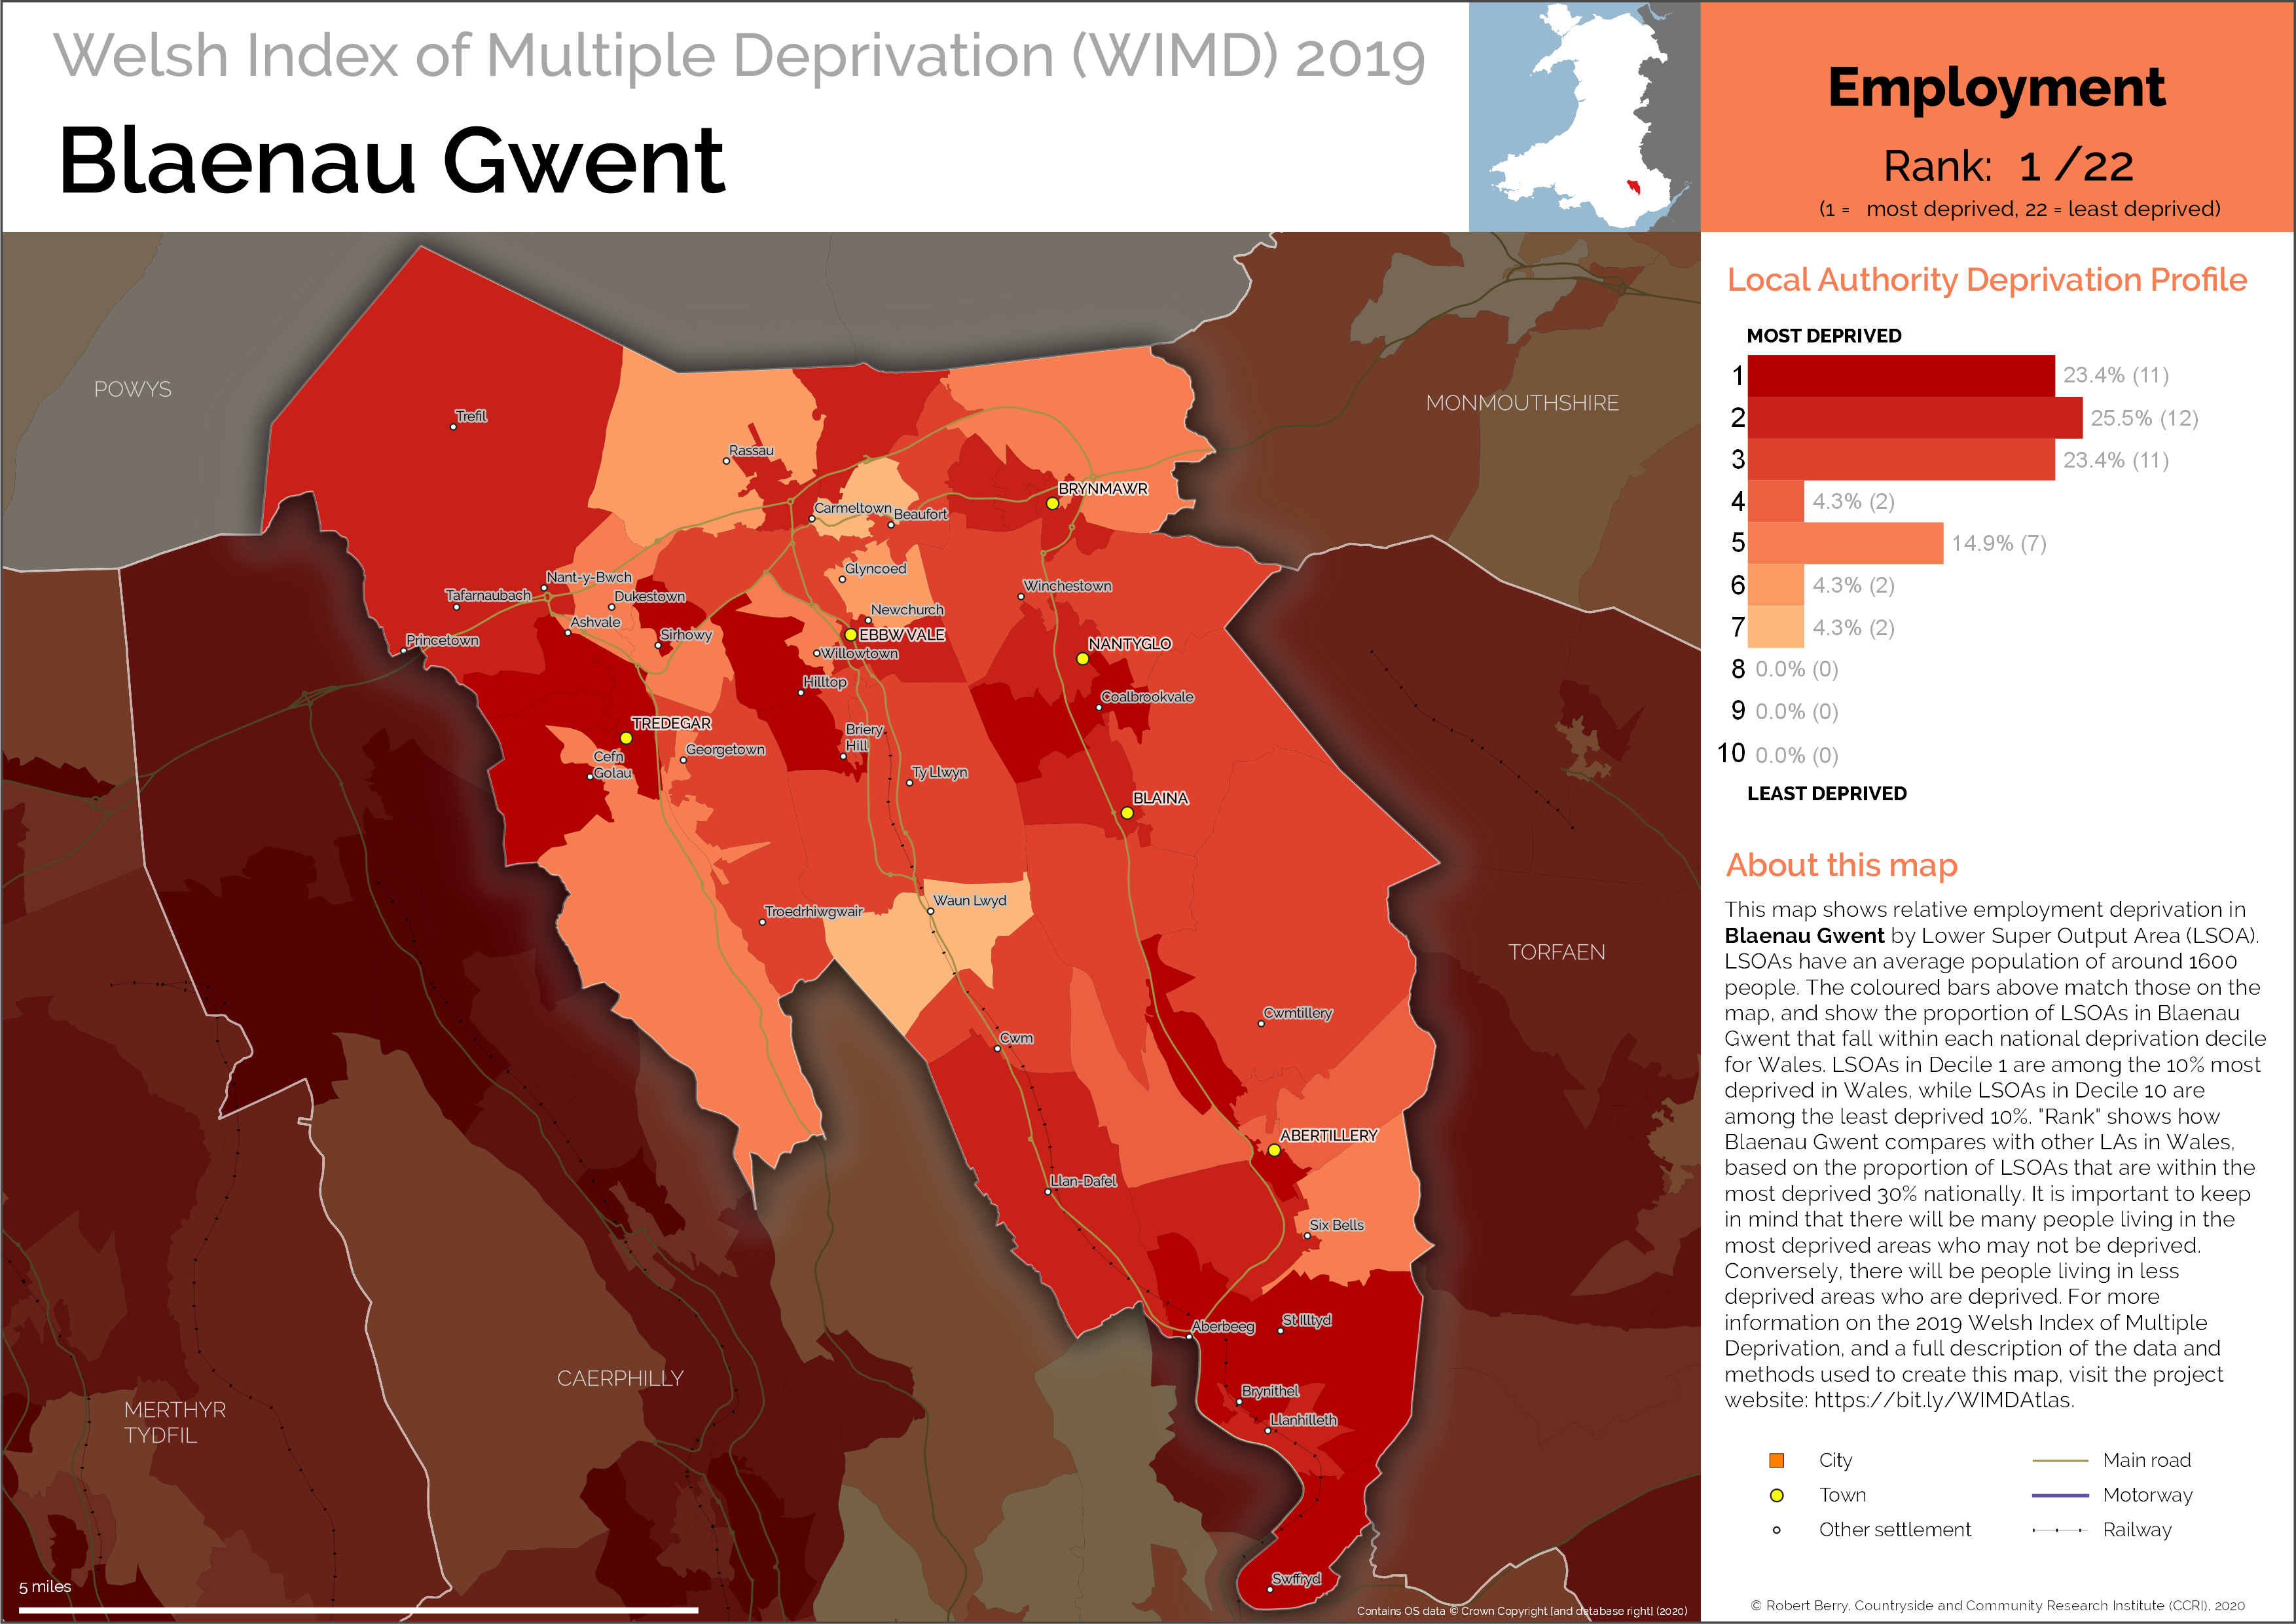 Welsh Index of Multiple Deprivation (WIMD) 2019
Blaenau Gwent
Employment
Rank: 1 /22
(1 = most deprived, 22 = least deprived)
Local Authority Deprivation Profile
MOST DEPRIVED
1 23.4% (11)
2 25.5% (12)
3 23.4% (11)
4 4.3% (2)
5 14.9% (7)
6 4.3% (2)
7 4.3% (2)
8 0.0% (0)
9 0.0% (0)
10 0.0% (0)
LEAST DEPRIVED
About this map
This map shows relative employment deprivation in
Blaenau Gwent by Lower Super Output Area (LSOA).
LSOAs have an average population of around 1600
people. The coloured bars above match those on the
map, and show the proportion of LSOAs in Blaenau
Gwent that fall within each national deprivation decile
for Wales. LSOAs in Decile 1 are among the 10% most
deprived in Wales, while LSOAs in Decile 10 are
among the least deprived 10%. "Rank" shows how
Blaenau Gwent compares with other LAs in Wales,
based on the proportion of LSOAs that are within the
most deprived 30% nationally. It is important to keep
in mind that there will be many people living in the
most deprived areas who may not be deprived.
Conversely, there will be people living in less
deprived areas who are deprived. For more
information on the 2019 Welsh Index of Multiple
Deprivation, and a full description of the data and
methods used to create this map, visit the project
website: https://bit.ly/WIMDAtlas.
City
Main road
Town
Motorway
Other settlement
Railway
© Robert Berry, Countryside and Community Research Institute (CCRI), 2020
POWYS
MONMOUTHSHIRE
Trefil
Rassau
BRYNMAWR
Carmeltown
Beaufort
Glyncoed
Nant-y-Bwch
Winchestown
Tafarnaubach
Dukestown
Newchurch
Ashvale
Sirhowy
EBBW VALE
Princetown
NANTYGLO
Willowtown
Hilltop
Coalbrookvale
TREDEGAR
Briery
Hill
Georgetown
Cefn
Golau
Ty Llwyn
BLAINA
Waun Lwyd
Troedrhiwgwair
TORFAEN
Cwmtillery
Cwm
ABERTILLERY
Llan-Dafel
Six Bells
St Illtyd
Aberbeeg
CAERPHILLY
Brynithel
MERTHYR
TYDFIL
Llanhilleth
Swffryd
5 miles
Contains OS data © Crown Copyright [and database right] (2020)